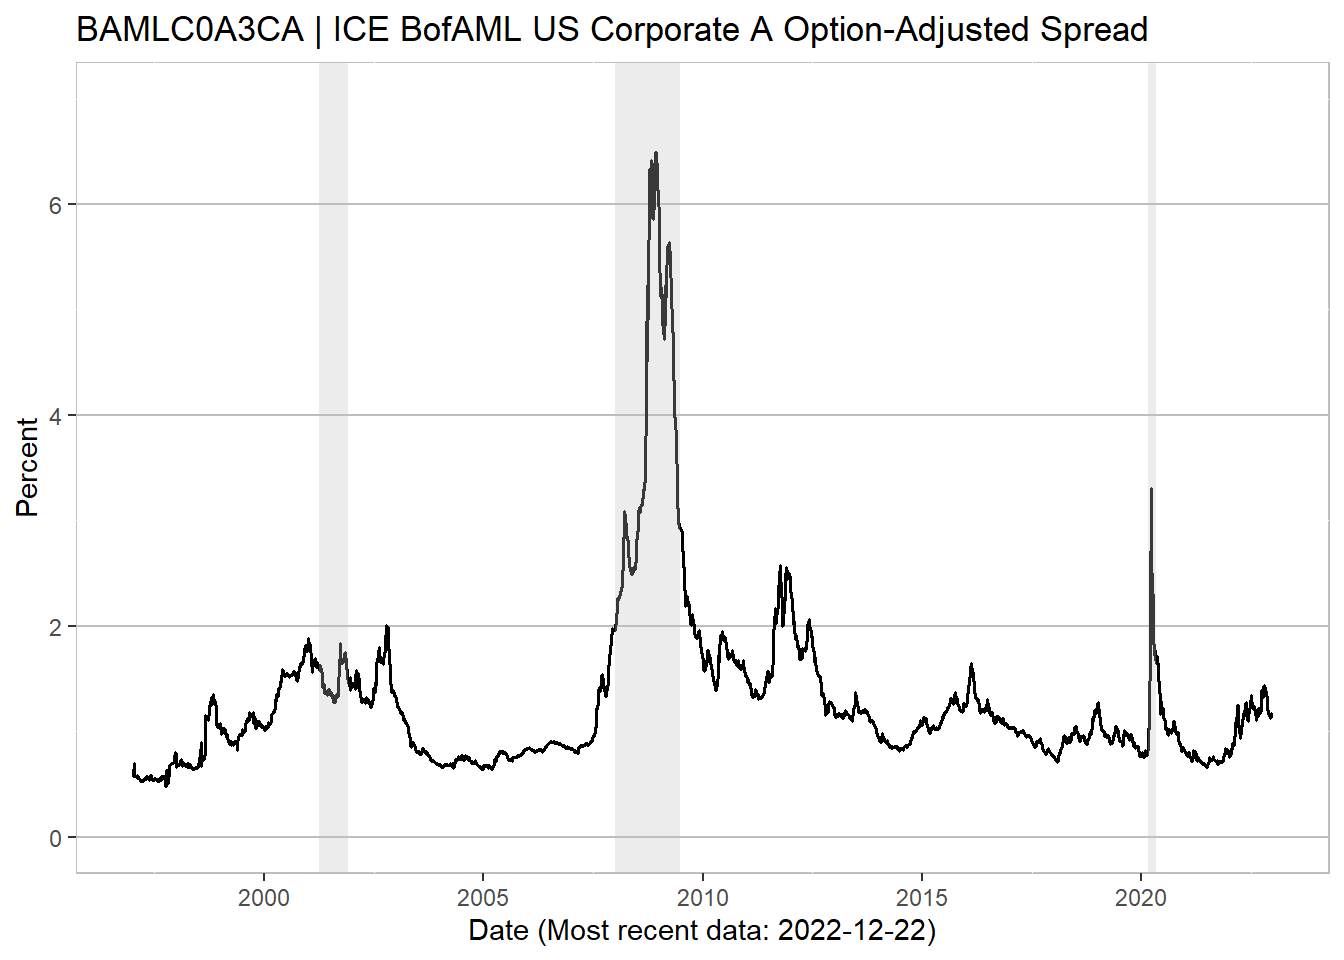 BAMLC0A3CA | ICE BofAML US Corporate A Option-Adjusted Spread
Percent
6
4
2
0
2000 2005 2010 2015 2020
Date (Most recent data: 2022-12-22)